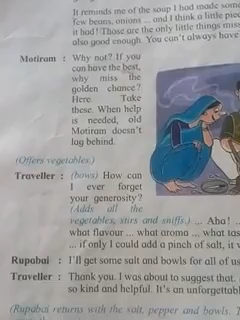 It reminds me of the soup I had made some
few beans, onions ... and I think a little piec
it had! Those are the only little things miss
also good enough. You can't always have
Motiram : Why not? If you
can have the best,
why miss the
golden chance?
Here. Take
these. When help
is needed, old
Motiram doesn't
lag behind.
(Offers vegetables.)
Traveller : (bows) How can
I ever forget
your generosity?
(Adds all the
vegetables, stirs and sniffs.) ... Aha! ...
what flavour ... what aroma ... what tas
... if only I could add a pinch of salt, it w
Rupabai : I'll get some salt and bowls for all of us
Traveller : Thank you. I was about to suggest that.
so kind and helpful. It's an unforgettabl
(Rupabai returns with the salt, pepper and bowls. T